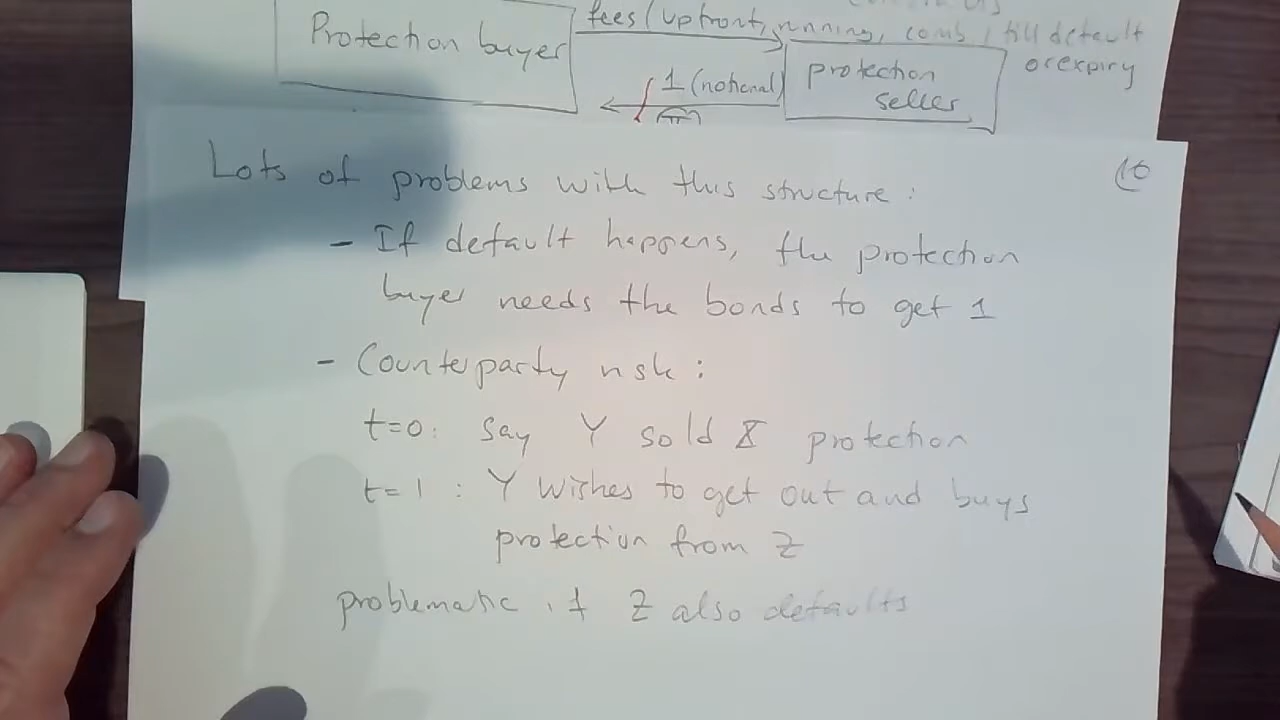 fees (upfront, running, comb) till default
or expiry
Protection buyer
1 (notional)
protection
seller
Lots of problems with this structure:
(10
- If default happens, the protection
buyer needs the bonds to get 1
- Counterparty risk:
t=0: say Y sold X protection
t=1: Y wishes to get out and buys
protection from Z
problematic if Z also defaults